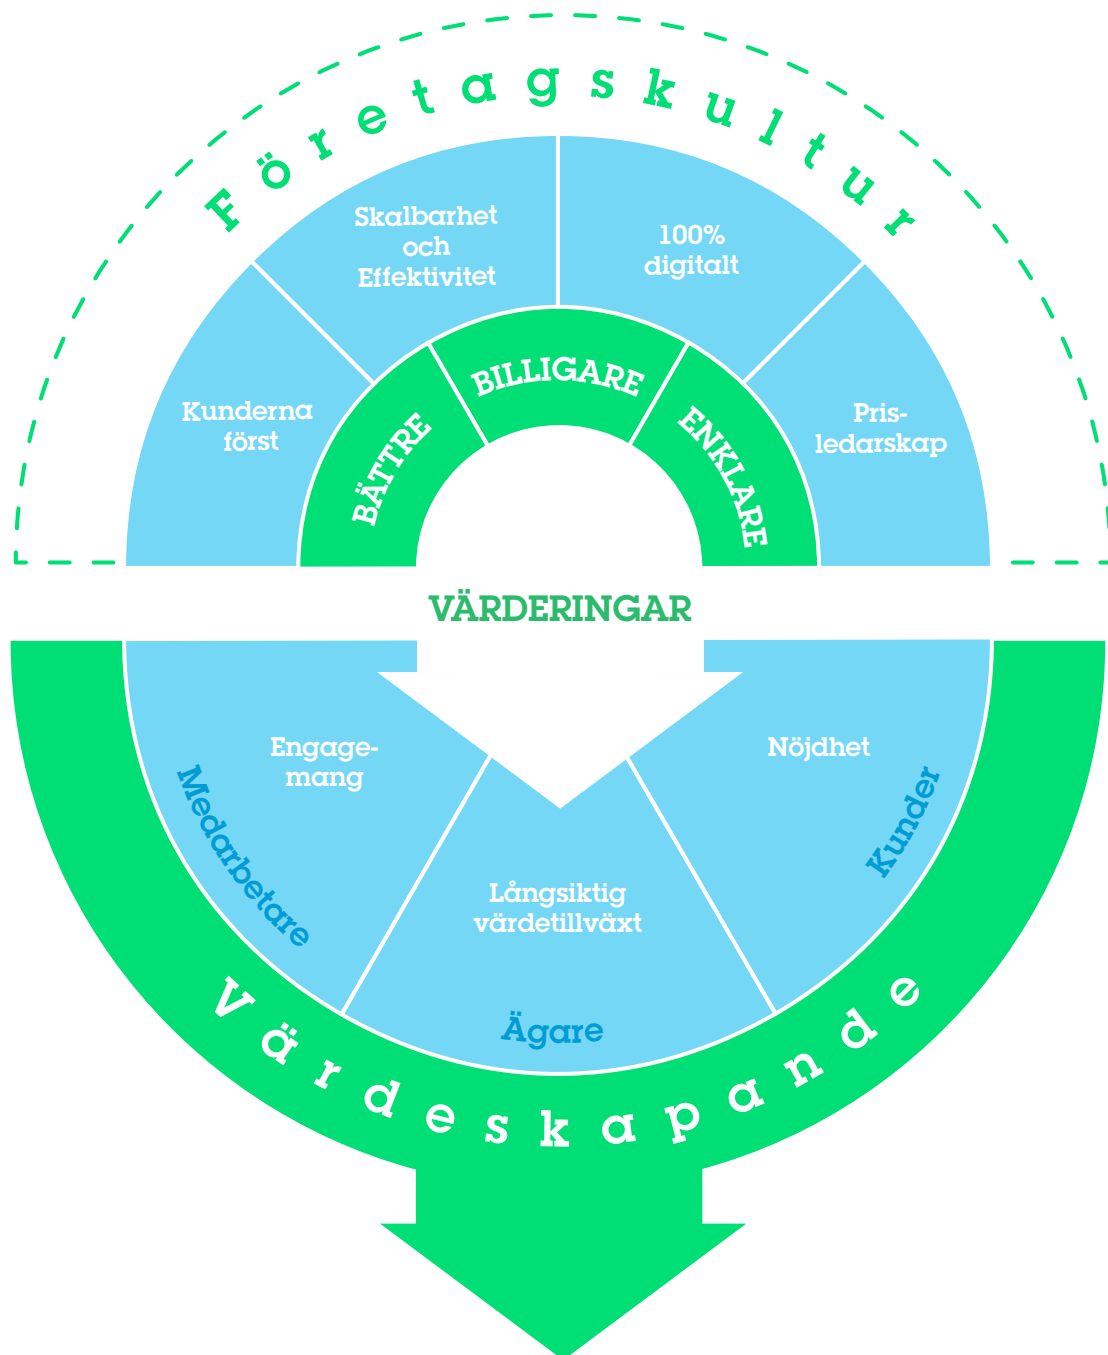 Företagskultur
Skalbarhet
och
Effektivitet
100%
digitalt
Kunderna
först
Pris-
ledarskap
BÄTTRE
BILLIGARE
ENKLARE
VÄRDERINGAR
Engage-
mang
Medarbetare
Nöjdhet
Kunder
Långsiktig
värdetillväxt
Ägare
Värdeskapande